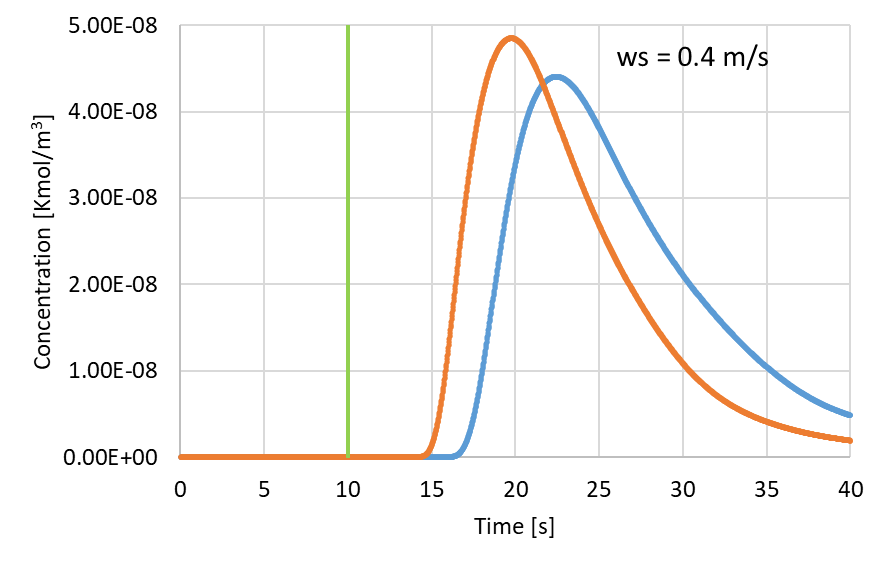 5.00E-08
ws = 0.4 m/s
4.00E-08
3.00E-08
2.00E-08
1.00E-08
0.00E+00
Concentration [Kmol/m³]
0 5 10 15 20 25 30 35 40
Time [s]